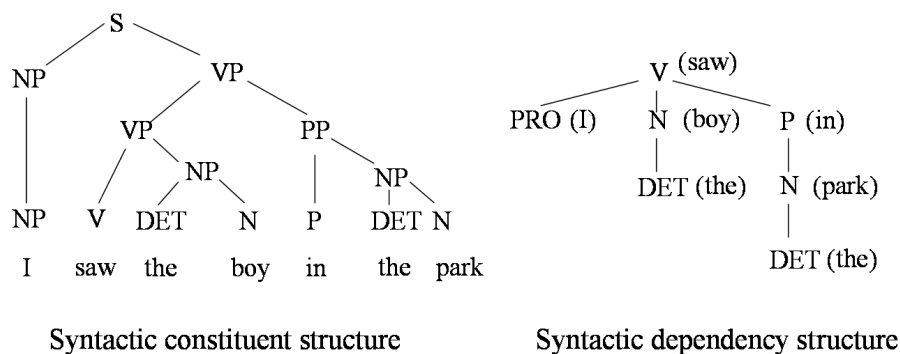 S
NP VP
VP PP
NP NP
NP V DET N P DET N
I saw the boy in the park
Syntactic constituent structure
V (saw)
PRO (I) N (boy) P (in)
DET (the) N (park)
DET (the)
Syntactic dependency structure